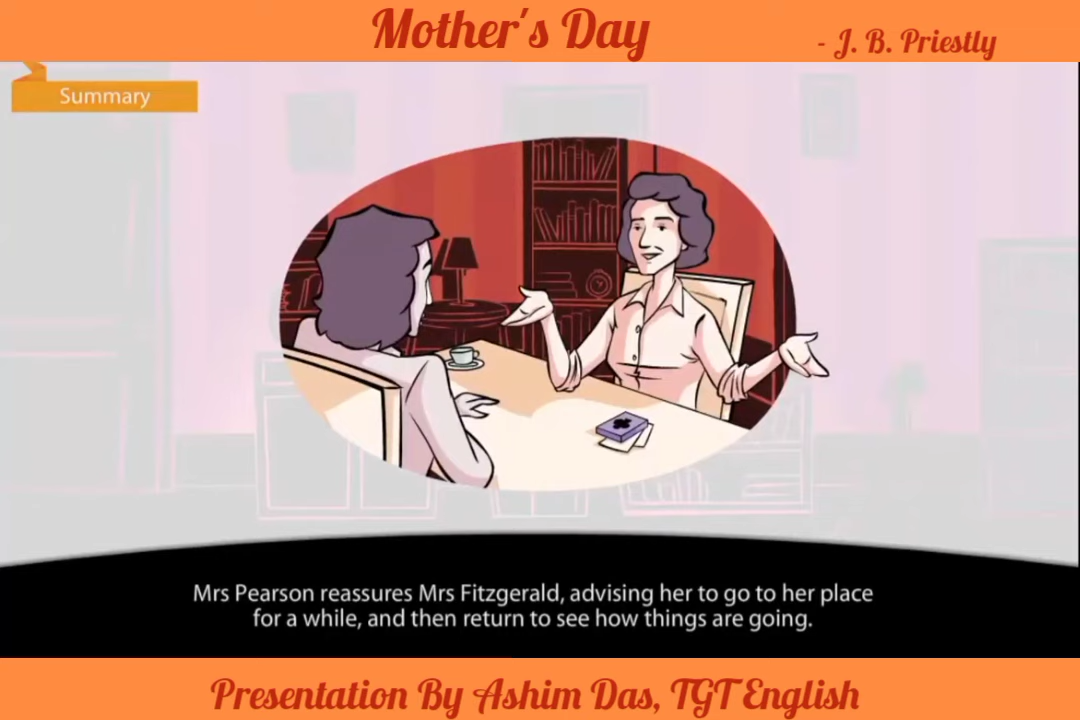 Mother's Day
- J. B. Priestly
Summary
Mrs Pearson reassures Mrs Fitzgerald, advising her to go to her place
for a while, and then return to see how things are going.
Presentation By Ashim Das, TGT English